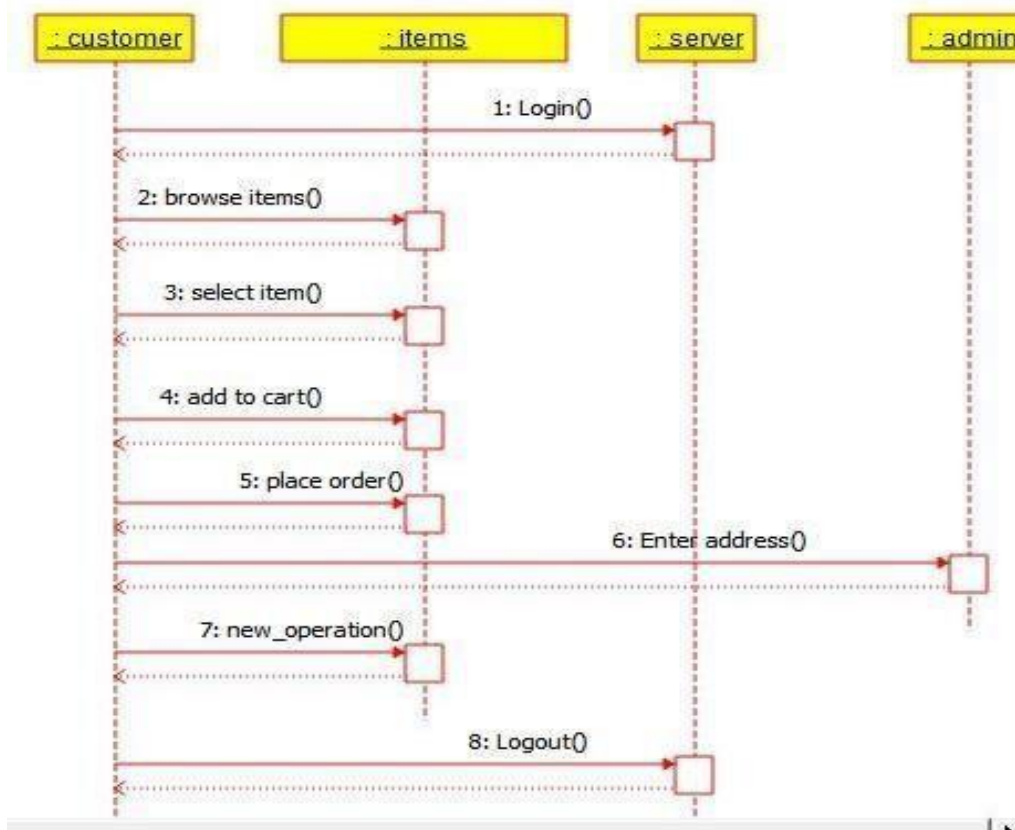 : customer
: items
: server
: admin
1: Login()
2: browse items()
3: select item()
4: add to cart()
5: place order()
6: Enter address()
7: new_operation()
8: Logout()